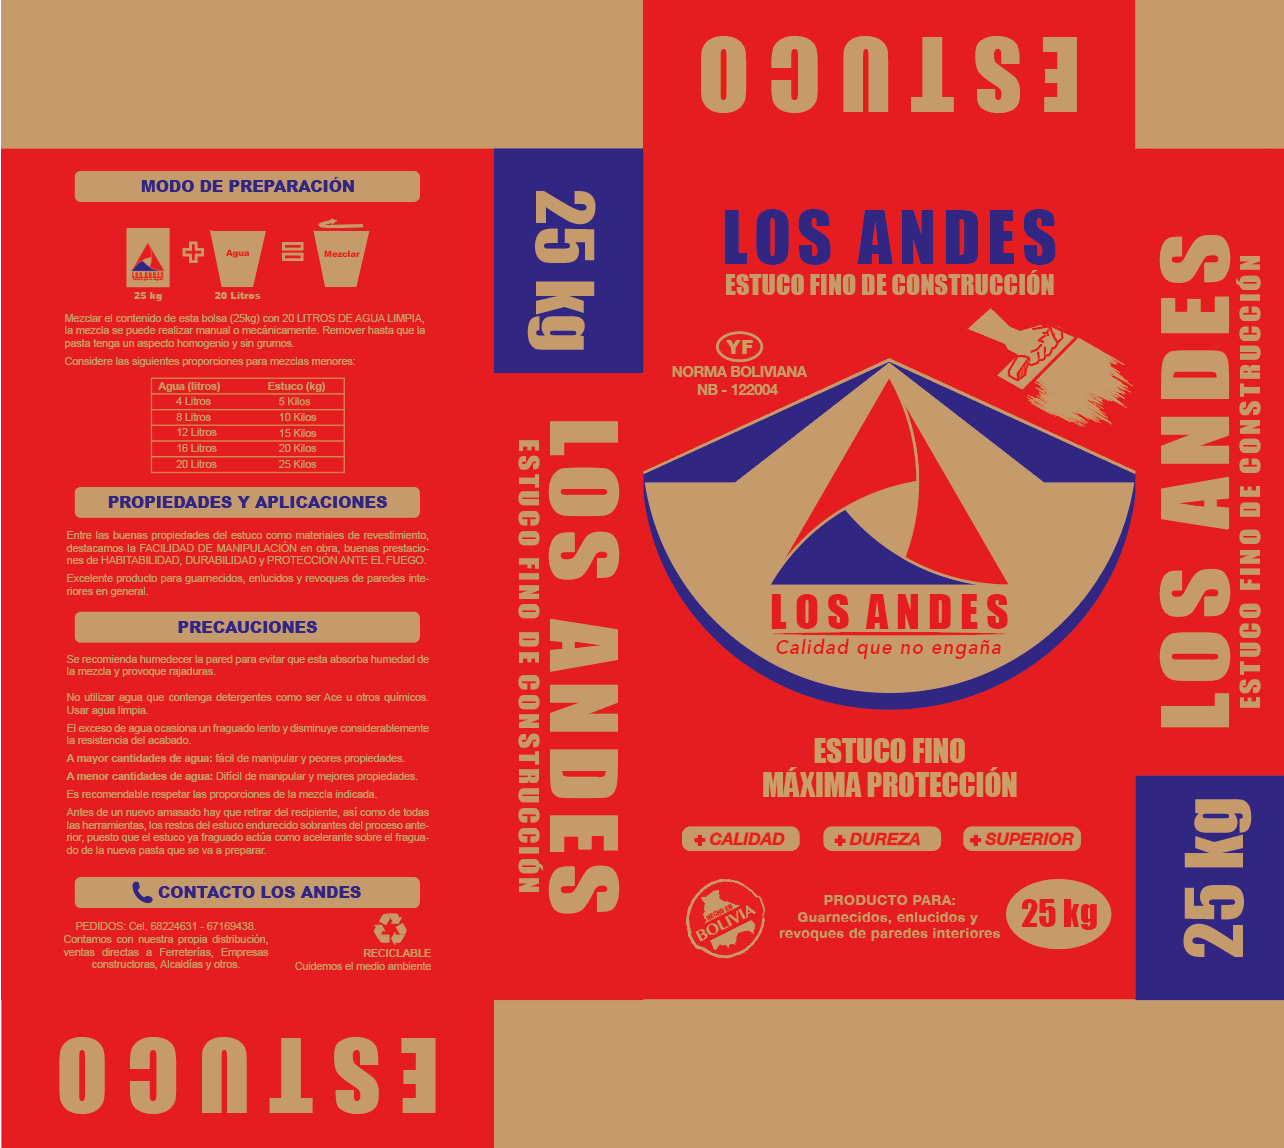 MODO DE PREPARACIÓN
Agua
Mezclar
LOS ANDES
25 kg
20 Litros
Mezclar el contenido de esta bolsa (25kg) con 20 LITROS DE AGUA LIMPIA,
la mezcla se puede realizar manual o mecánicamente. Remover hasta que la
pasta tenga un aspecto homogenio y sin grumos.
Considere las siguientes proporciones para mezclas menores:
Agua (litros) Estuco (kg)
4 Litros 5 Kilos
8 Litros 10 Kilos
12 Litros 15 Kilos
16 Litros 20 Kilos
20 Litros 25 Kilos
PROPIEDADES Y APLICACIONES
Entre las buenas propiedades del estuco como materiales de revestimiento,
destacamos la FACILIDAD DE MANIPULACIÓN en obra, buenas prestacio-
nes de HABITABILIDAD, DURABILIDAD y PROTECCIÓN ANTE EL FUEGO.
Excelente producto para guarnecidos, enlucidos y revoques de paredes inte-
riores en general.
PRECAUCIONES
Se recomienda humedecer la pared para evitar que esta absorba humedad de
la mezcla y provoque rajaduras.
No utilizar agua que contenga detergentes como ser Ace u otros químicos.
Usar agua limpia.
El exceso de agua ocasiona un fraguado lento y disminuye considerablemente
la resistencia del acabado.
A mayor cantidades de agua: fácil de manipular y peores propiedades.
A menor cantidades de agua: Difícil de manipular y mejores propiedades.
Es recomendable respetar las proporciones de la mezcla indicada.
Antes de un nuevo amasado hay que retirar del recipiente, así como de todas
las herramientas, los restos del estuco endurecido sobrantes del proceso ante-
rior, puesto que el estuco ya fraguado actúa como acelerante sobre el fragua-
do de la nueva pasta que se va a preparar.
CONTACTO LOS ANDES
PEDIDOS: Cel. 68224631 - 67169438.
Contamos con nuestra propia distribución,
ventas directas a Ferreterías, Empresas
constructoras, Alcaldías y otros.
RECICLABLE
Cuidemos el medio ambiente
ESTUCO
25 kg
LOS ANDES
ESTUCO FINO DE CONSTRUCCIÓN
ESTUCO
LOS ANDES
ESTUCO FINO DE CONSTRUCCIÓN
YF
NORMA BOLIVIANA
NB - 122004
LOS ANDES
Calidad que no engaña
ESTUCO FINO
MÁXIMA PROTECCIÓN
+ CALIDAD
+ DUREZA
+ SUPERIOR
HECHO EN
BOLIVIA
PRODUCTO PARA:
Guarnecidos, enlucidos y
revoques de paredes interiores
25 kg
LOS ANDES
ESTUCO FINO DE CONSTRUCCIÓN
25 kg